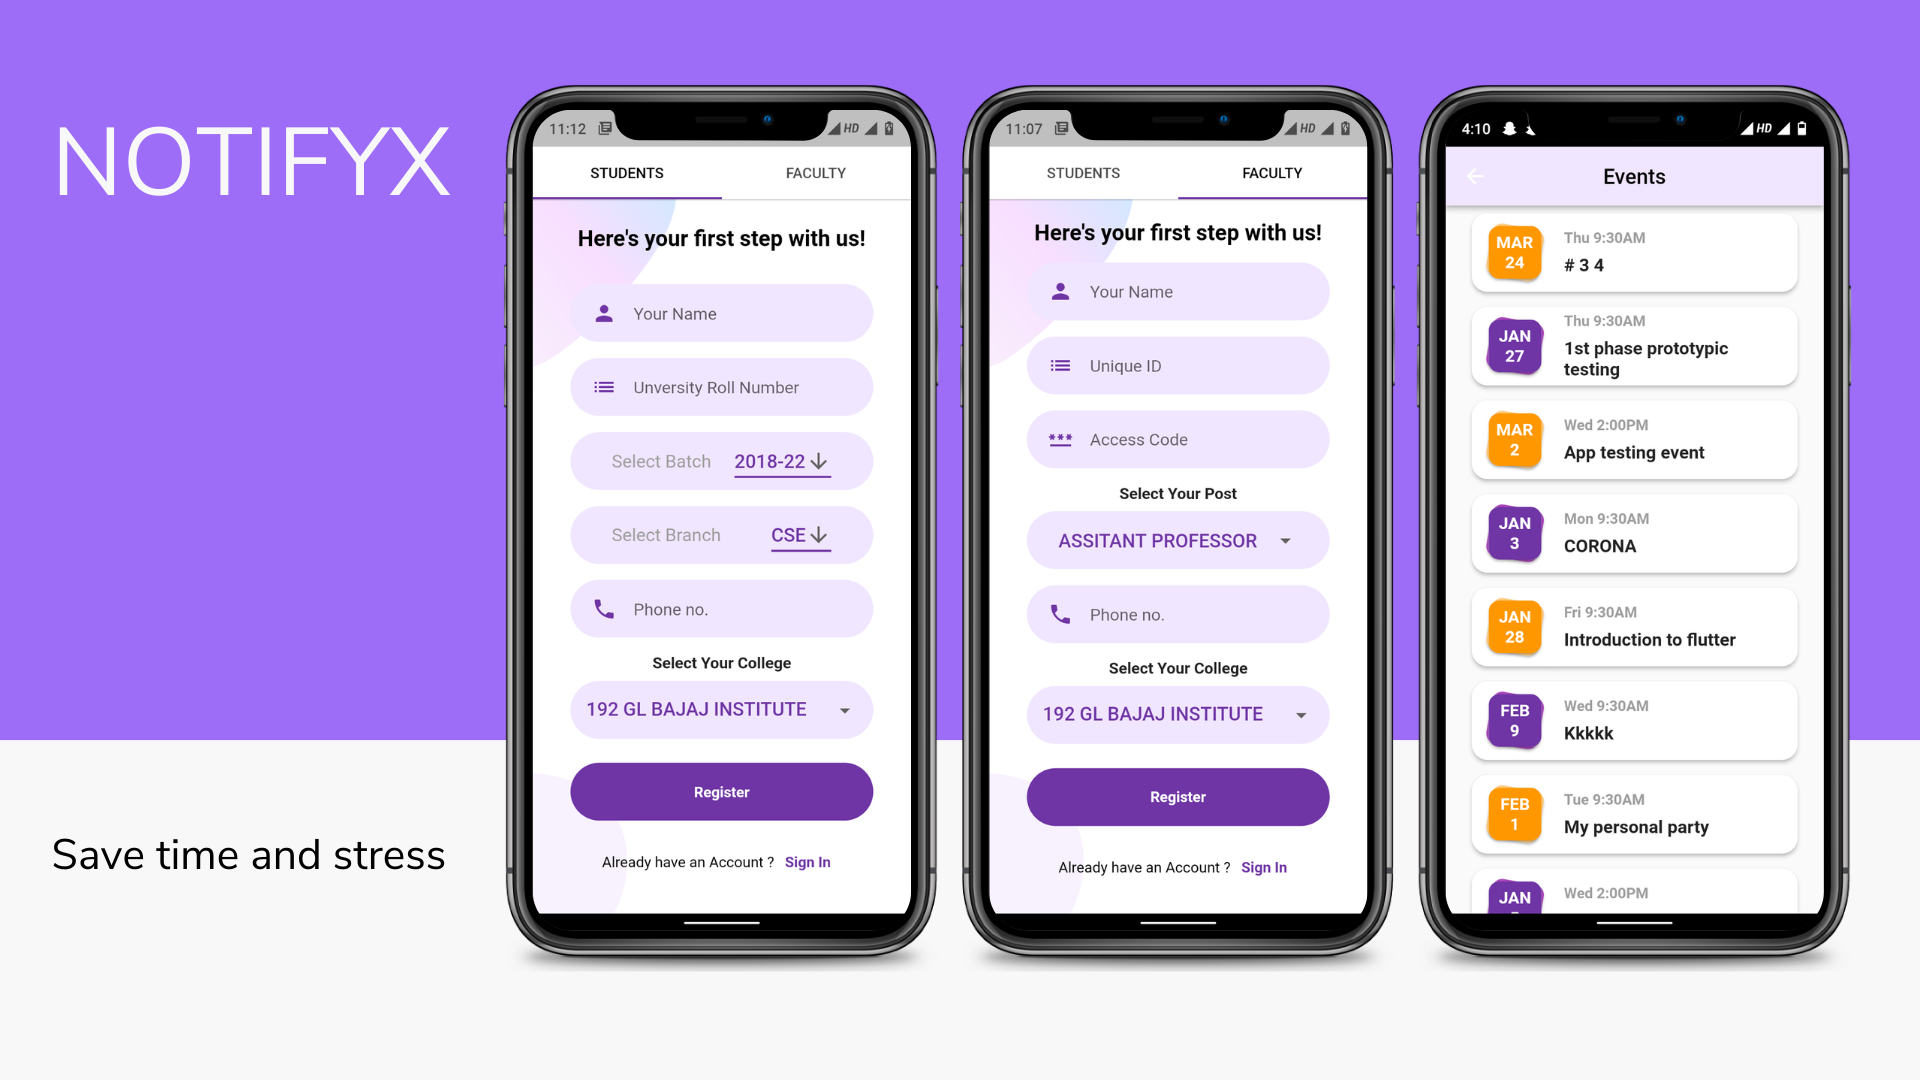 NOTIFYX
Save time and stress
11:12 HD
STUDENTS FACULTY
Here's your first step with us!
Your Name
Unversity Roll Number
Select Batch 2018-22
Select Branch CSE
Phone no.
Select Your College
192 GL BAJAJ INSTITUTE
Register
Already have an Account ? Sign In
11:07 HD
STUDENTS FACULTY
Here's your first step with us!
Your Name
Unique ID
*** Access Code
Select Your Post
ASSITANT PROFESSOR
Phone no.
Select Your College
192 GL BAJAJ INSTITUTE
Register
Already have an Account ? Sign In
4:10 HD
Events
MAR
24
Thu 9:30AM
# 3 4
JAN
27
Thu 9:30AM
1st phase prototypic
testing
MAR
2
Wed 2:00PM
App testing event
JAN
3
Mon 9:30AM
CORONA
JAN
28
Fri 9:30AM
Introduction to flutter
FEB
9
Wed 9:30AM
Kkkkk
FEB
1
Tue 9:30AM
My personal party
JAN
Wed 2:00PM